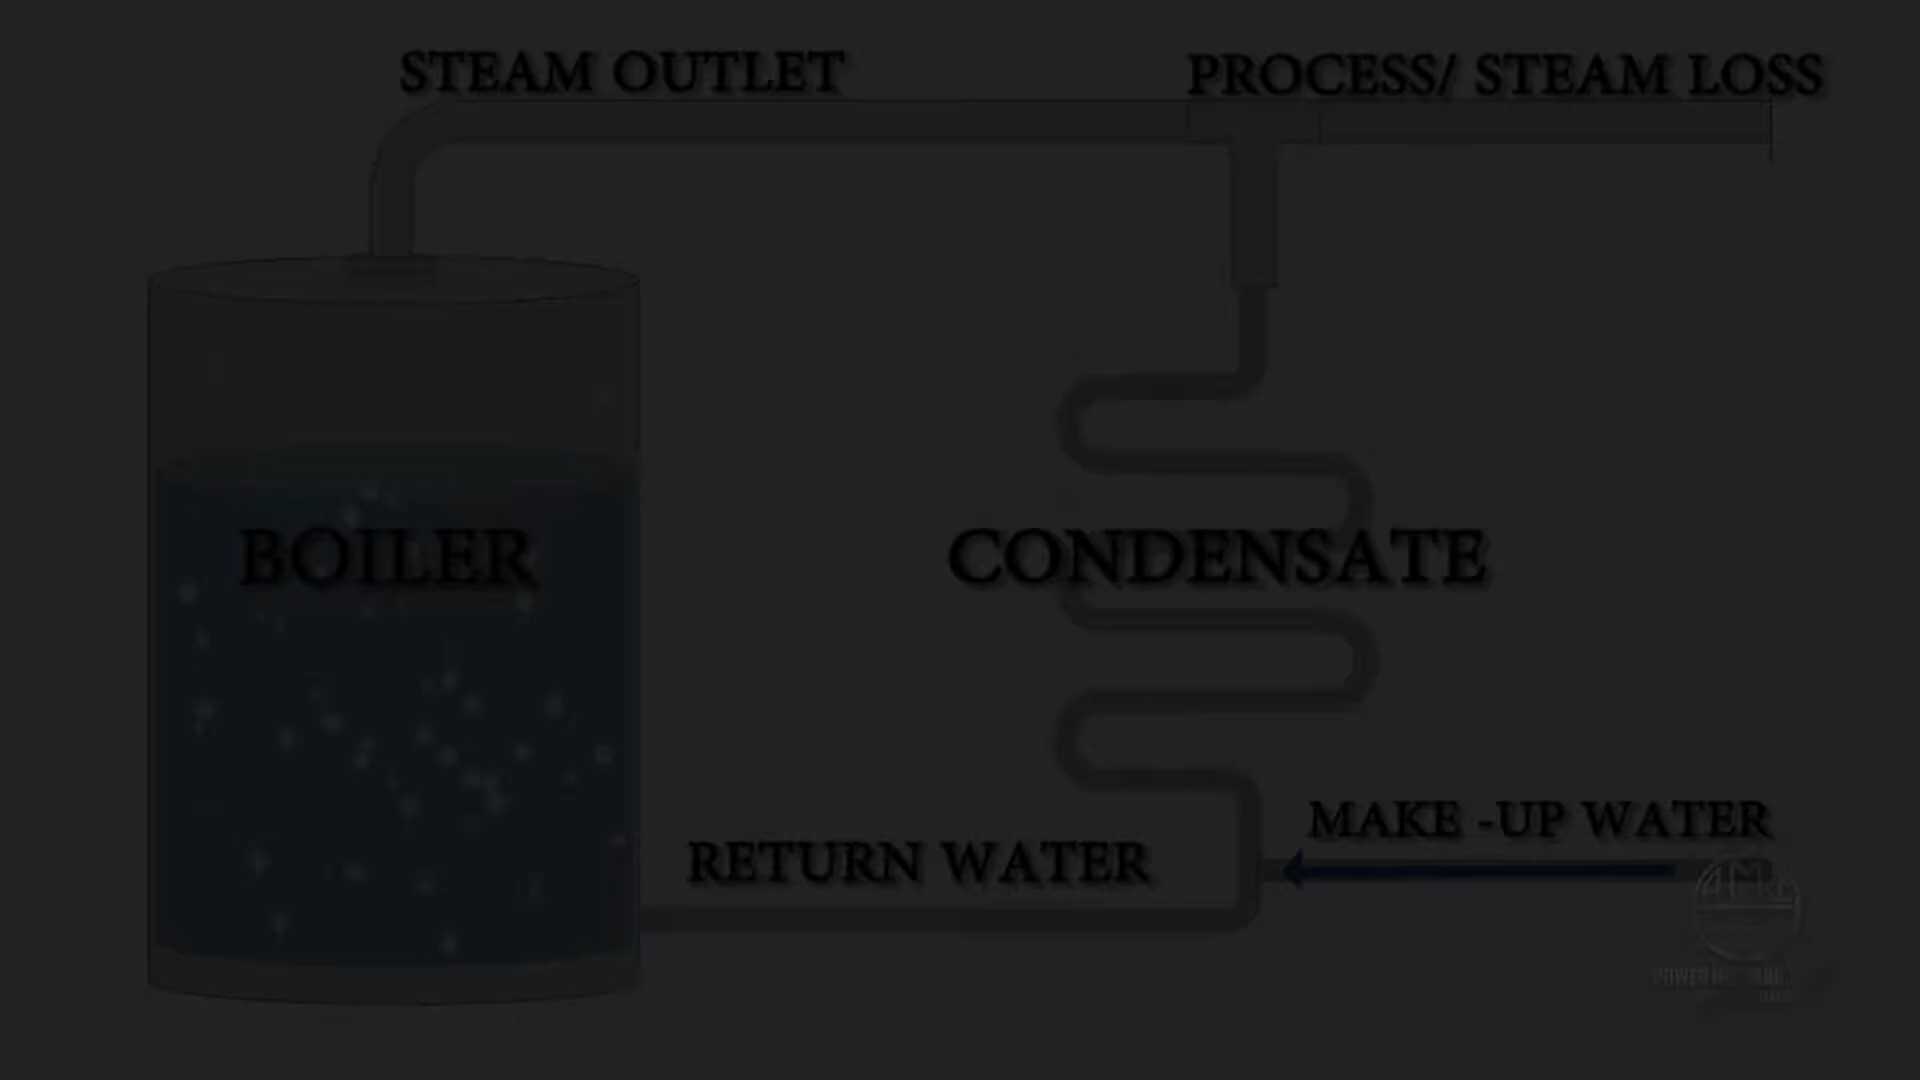 STEAM OUTLET
PROCESS/ STEAM LOSS
BOILER
CONDENSATE
MAKE -UP WATER
RETURN WATER